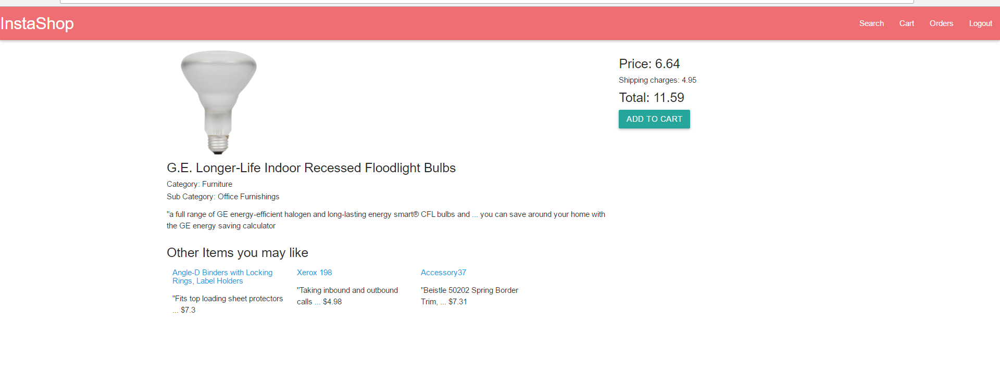 InstaShop
Search
Cart
Orders
Logout
Price: 6.64
Shipping charges: 4.95
Total: 11.59
ADD TO CART
G.E. Longer-Life Indoor Recessed Floodlight Bulbs
Category: Furniture
Sub Category: Office Furnishings
"a full range of GE energy-efficient halogen and long-lasting energy smart® CFL bulbs and ... you can save around your home with
the GE energy saving calculator
Other Items you may like
Angle-D Binders with Locking
Rings, Label Holders
"Fits top loading sheet protectors
... $7.3
Xerox 198
"Taking inbound and outbound
calls ... $4.98
Accessory37
"Beistle 50202 Spring Border
Trim, ... $7.31